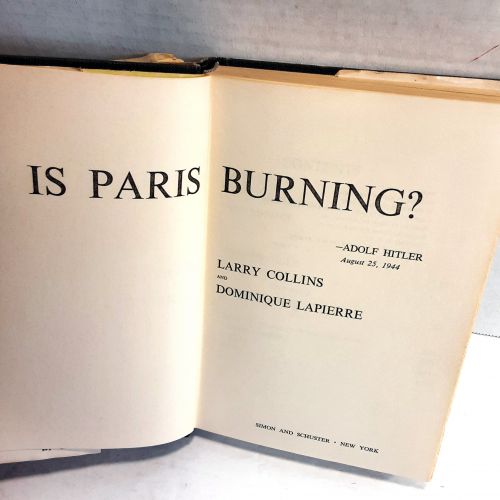 IS PARIS BURNING?
—ADOLF HITLER
August 25, 1944
LARRY COLLINS
AND
DOMINIQUE LAPIERRE
SIMON AND SCHUSTER · NEW YORK